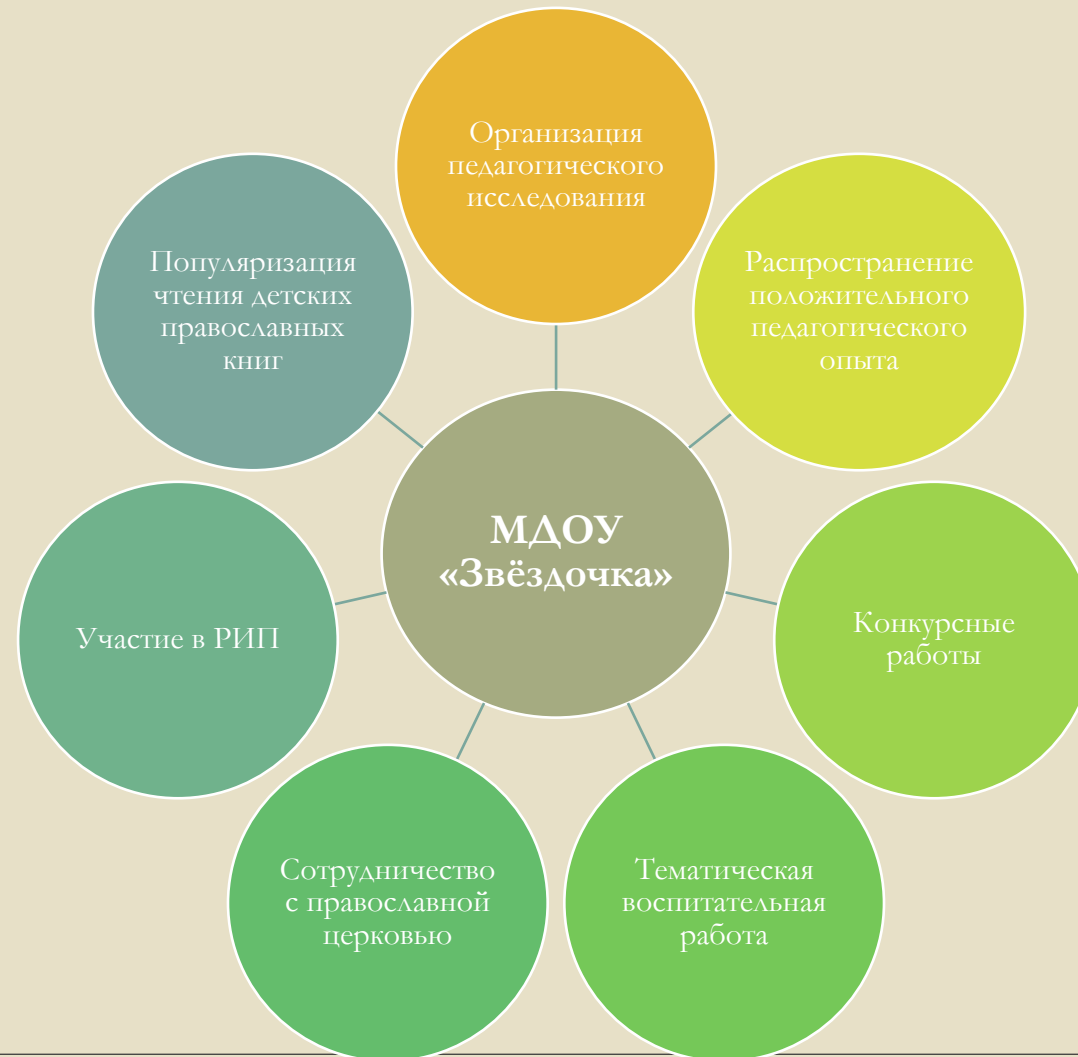 Организация
педагогического
исследования
Распространение
положительного
педагогического
опыта
Конкурсные
работы
Тематическая
воспитательная
работа
Сотрудничество
с православной
церковью
Участие в РИП
Популяризация
чтения детских
православных
книг
МДОУ
«Звёздочка»